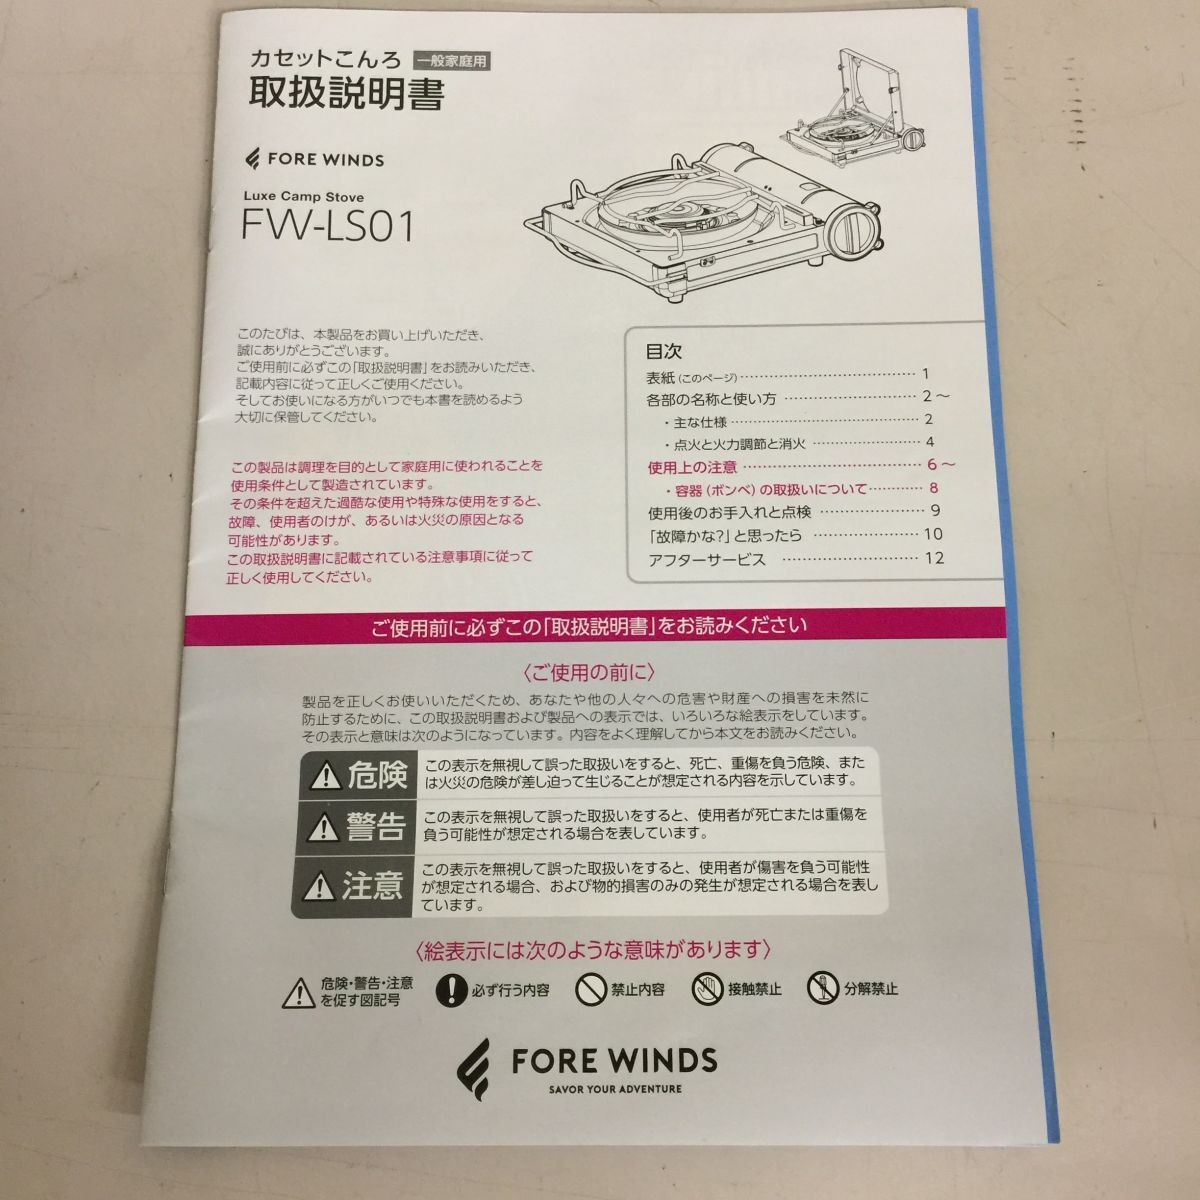 カセットこんろ 一般家庭用
取扱説明書
FORE WINDS
Luxe Camp Stove
FW-LS01
このたびは、本製品をお買い上げいただき、
誠にありがとうございます。
ご使用前に必ずこの「取扱説明書」をお読みいただき、
記載内容に従って正しくご使用ください。
そしてお使いになる方がいつでも本書を読めるよう
大切に保管してください。
この製品は調理を目的として家庭用に使われることを
使用条件として製造されています。
その条件を超えた過酷な使用や特殊な使用をすると、
故障、使用者のけが、あるいは火災の原因となる
可能性があります。
この取扱説明書に記載されている注意事項に従って
正しく使用してください。
目次
表紙(このページ) 1
各部の名称と使い方 2～
・主な仕様 2
・点火と火力調節と消火 4
使用上の注意 6～
・容器(ボンベ)の取扱いについて 8
使用後のお手入れと点検 9
「故障かな?」と思ったら 10
アフターサービス 12
ご使用前に必ずこの「取扱説明書」をお読みください
〈ご使用の前に〉
製品を正しくお使いいただくため、あなたや他の人々への危害や財産への損害を未然に
防止するために、この取扱説明書および製品への表示では、いろいろな絵表示をしています。
その表示と意味は次のようになっています。内容をよく理解してから本文をお読みください。
危険
この表示を無視して誤った取扱いをすると、死亡、重傷を負う危険、また
は火災の危険が差し迫って生じることが想定される内容を示しています。
警告
この表示を無視して誤った取扱いをすると、使用者が死亡または重傷を
負う可能性が想定される場合を表しています。
注意
この表示を無視して誤った取扱いをすると、使用者が傷害を負う可能性
が想定される場合、および物的損害のみの発生が想定される場合を表し
ています。
〈絵表示には次のような意味があります〉
危険・警告・注意
を促す図記号
必ず行う内容
禁止内容
接触禁止
分解禁止
FORE WINDS
SAVOR YOUR ADVENTURE